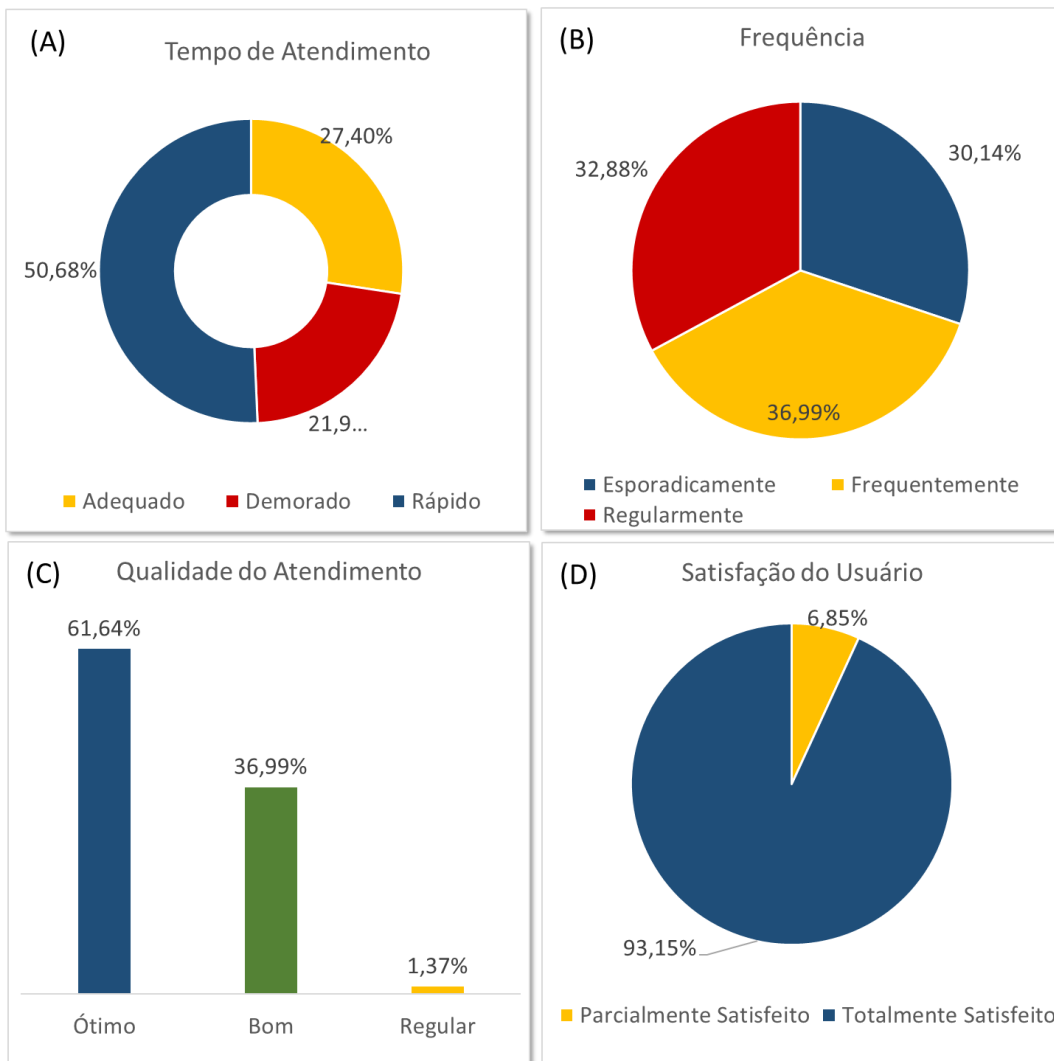 (A)
Tempo de Atendimento
27,40%
50,68%
21,9...
Adequado Demorado Rápido
(B)
Frequência
30,14%
32,88%
36,99%
Esporadicamente Frequentemente
Regularmente
(C)
Qualidade do Atendimento
61,64%
36,99%
1,37%
Ótimo Bom Regular
(D)
Satisfação do Usuário
6,85%
93,15%
Parcialmente Satisfeito Totalmente Satisfeito